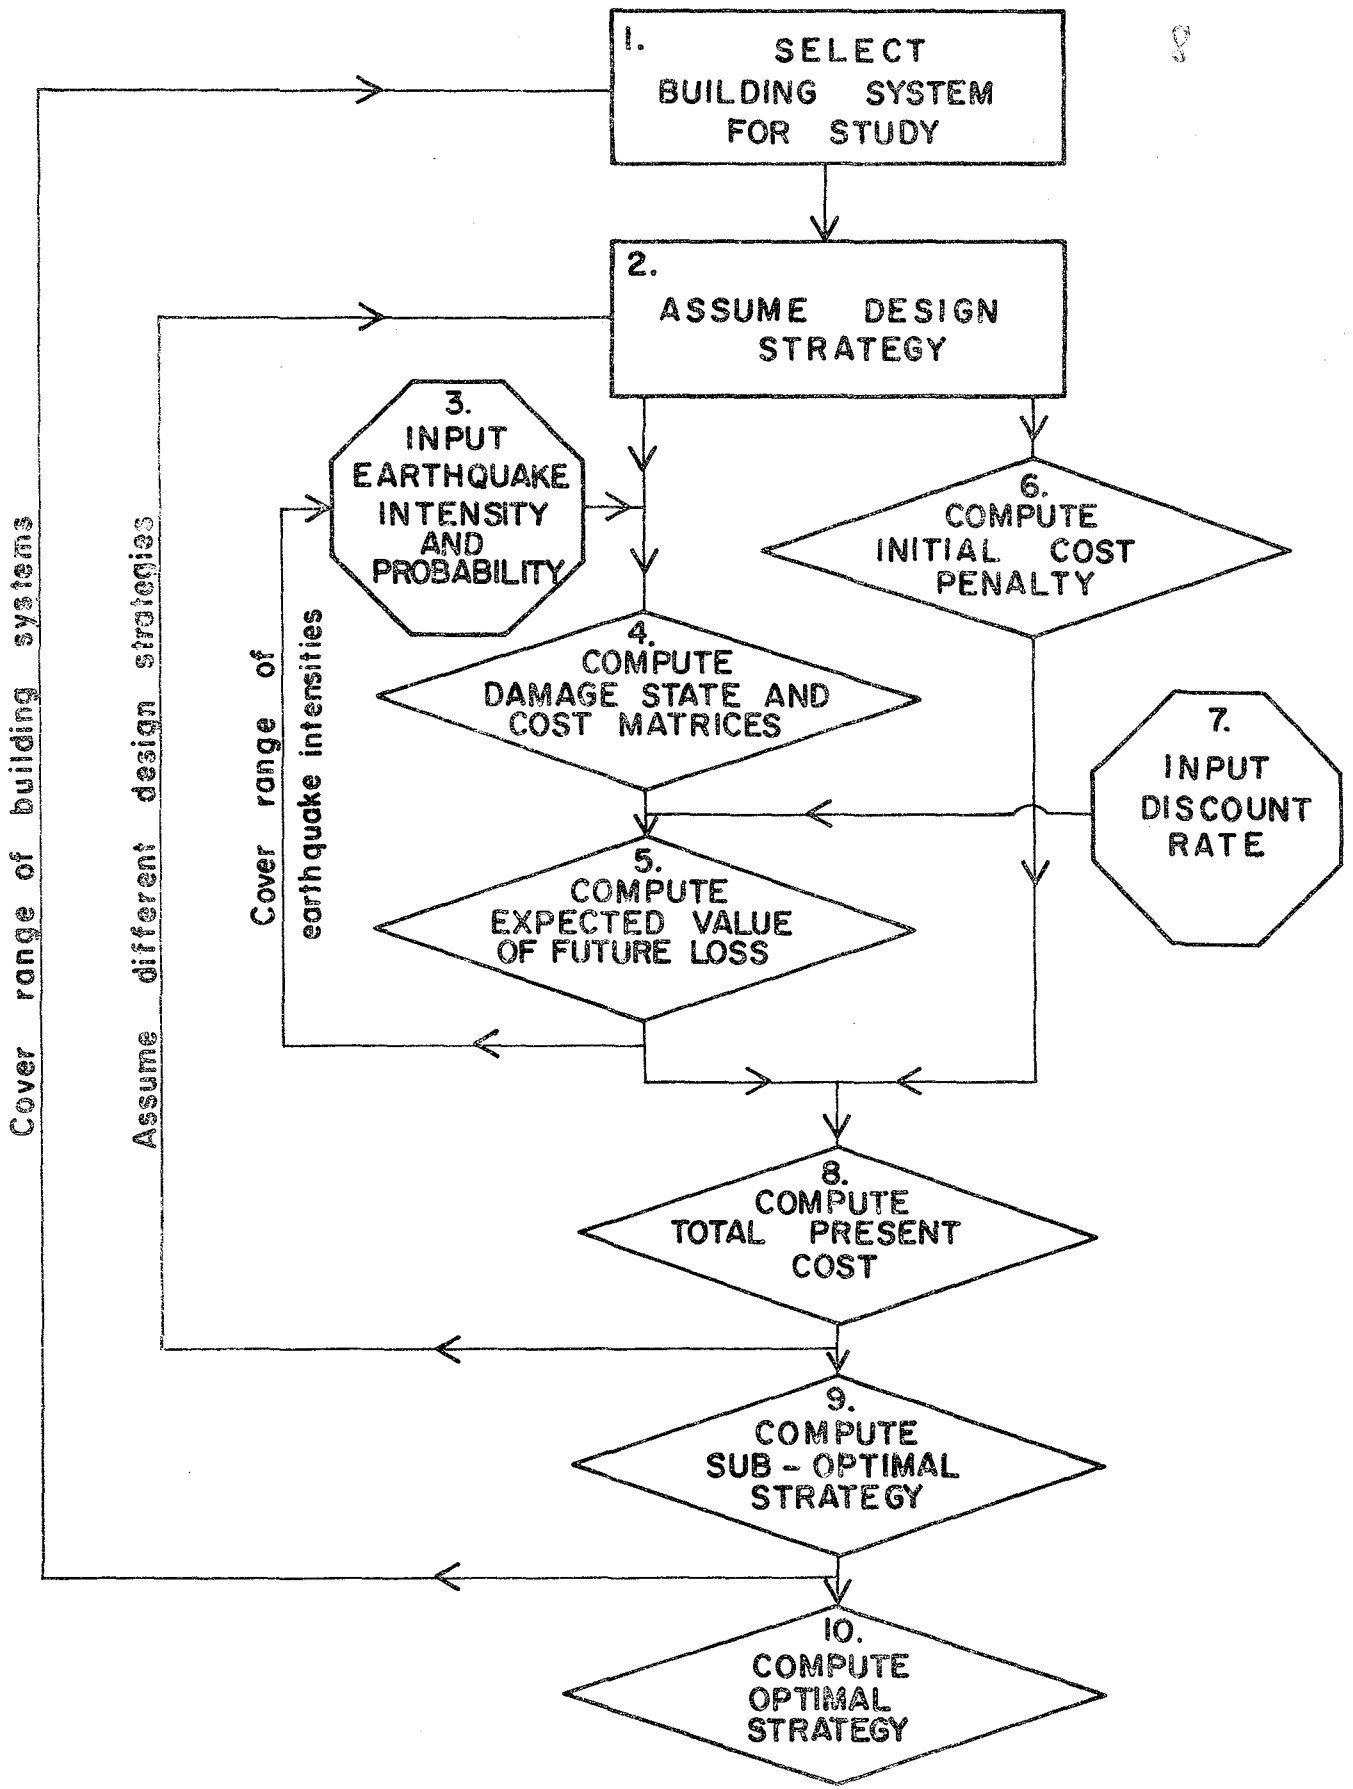 8
1.
SELECT
BUILDING SYSTEM
FOR STUDY
2.
ASSUME DESIGN
STRATEGY
3.
INPUT
EARTHQUAKE
INTENSITY
AND
PROBABILITY
6.
COMPUTE
INITIAL COST
PENALTY
4.
COMPUTE
DAMAGE STATE AND
COST MATRICES
7.
INPUT
DISCOUNT
RATE
5.
COMPUTE
EXPECTED VALUE
OF FUTURE LOSS
Cover range of
earthquake intensities
Assume different design strategies
Cover range of building systems
8.
COMPUTE
TOTAL PRESENT
COST
9.
COMPUTE
SUB - OPTIMAL
STRATEGY
10.
COMPUTE
OPTIMAL
STRATEGY